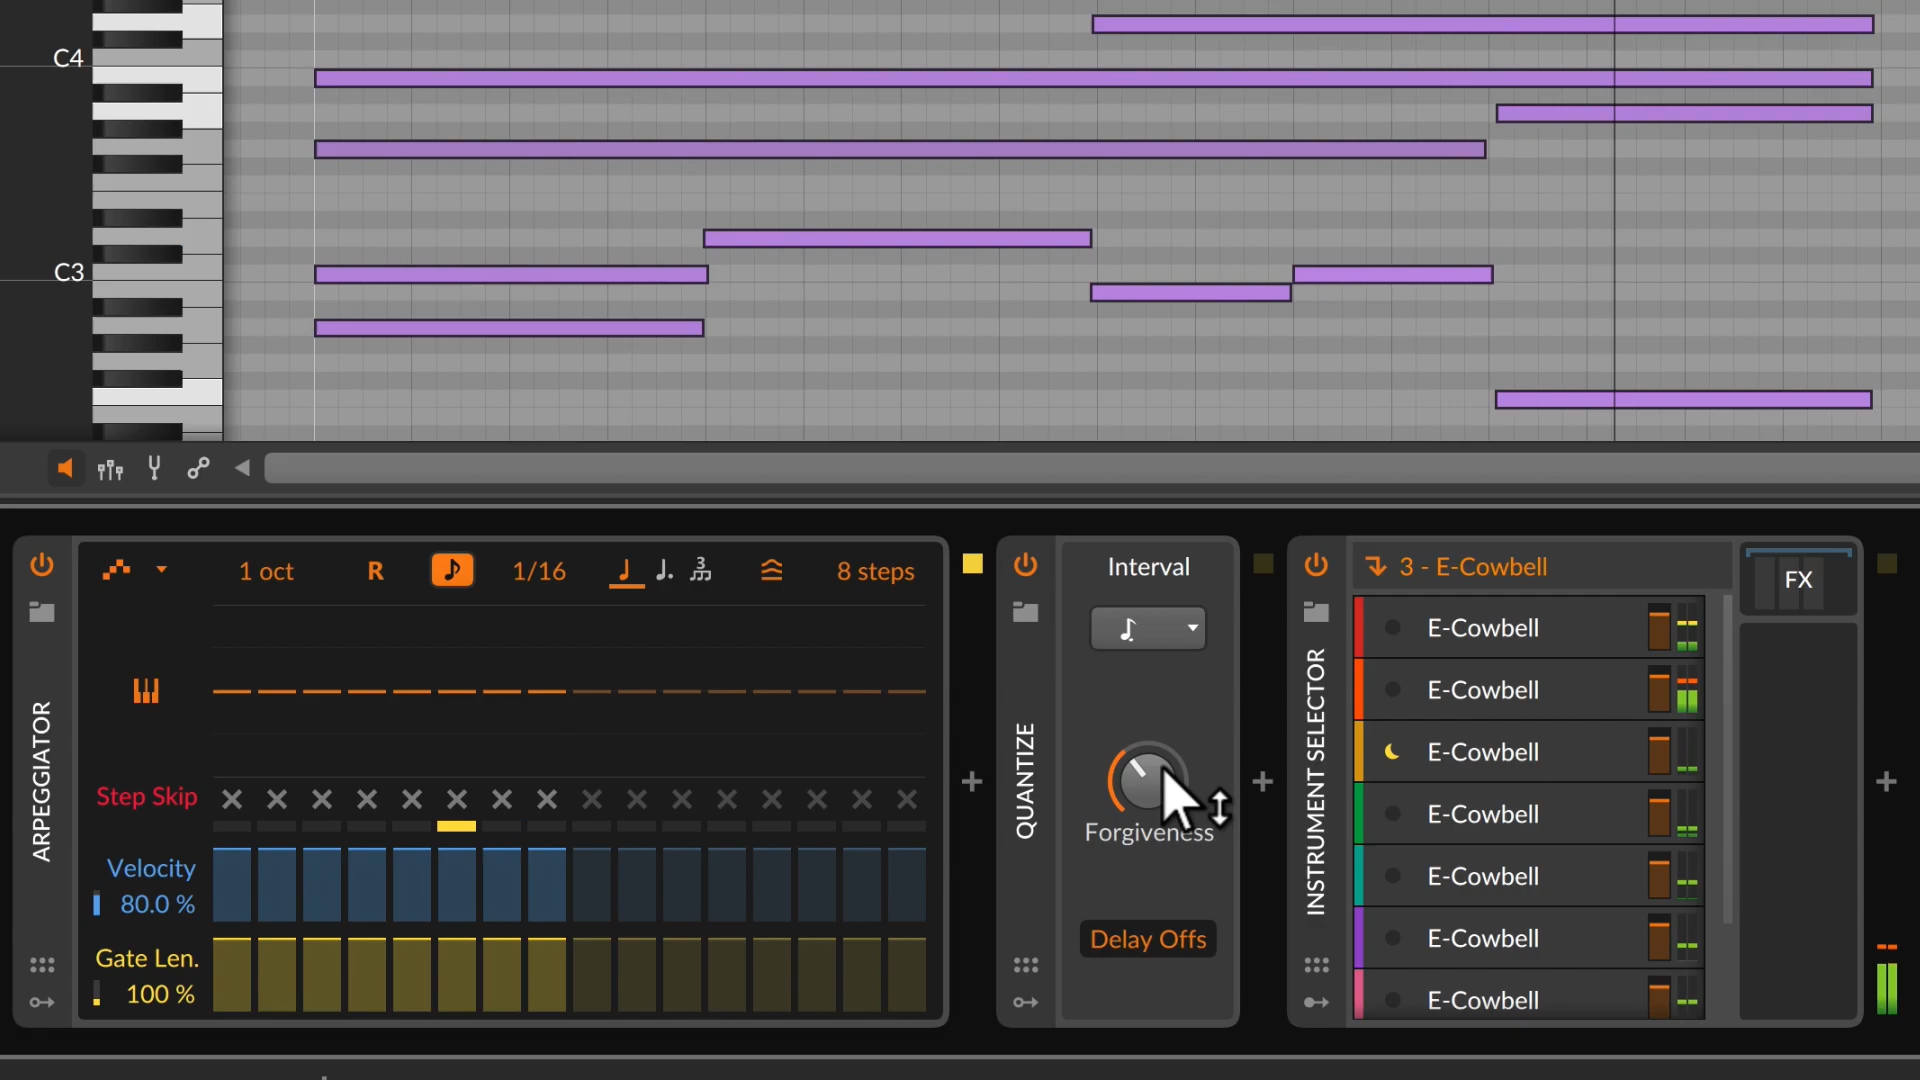 C4
C3
1 oct
R
1/16
3
8 steps
ARPEGGIATOR
Step Skip
Velocity
80.0 %
Gate Len.
100 %
QUANTIZE
Interval
Forgiveness
Delay Offs
INSTRUMENT SELECTOR
3 - E-Cowbell
E-Cowbell
E-Cowbell
E-Cowbell
E-Cowbell
E-Cowbell
E-Cowbell
E-Cowbell
FX